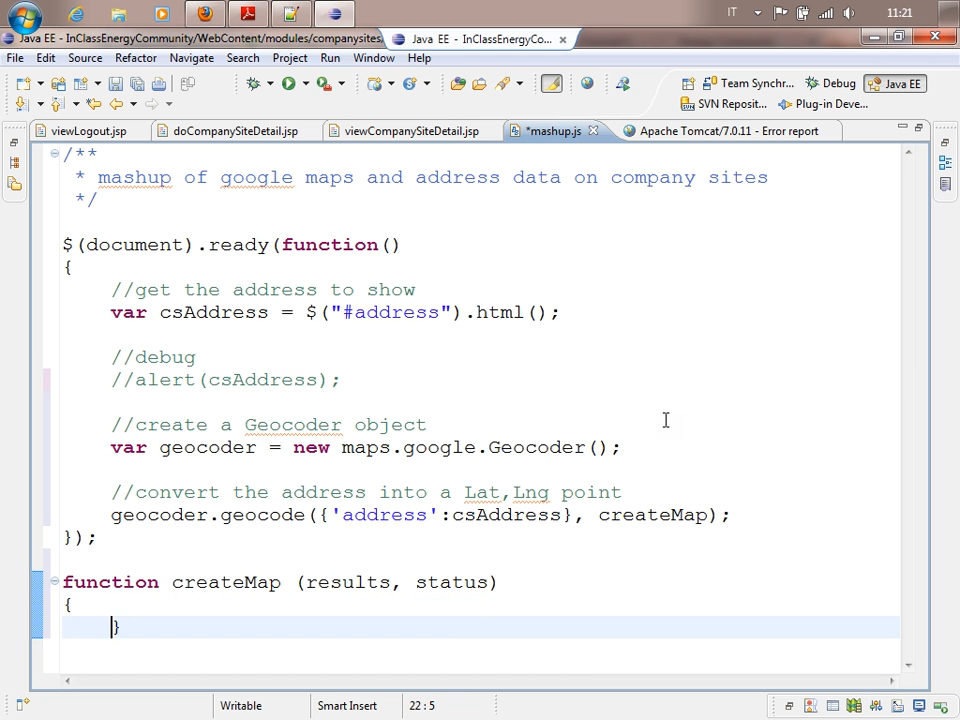 IT
11:21
Java EE - InClassEnergyCommunity/WebContent/modules/companysites.
Java EE - InClassEnergyCo...
File Edit Source Refactor Navigate Search Project Run Window Help
Team Synchr... Debug Java EE
SVN Reposit... Plug-in Deve...
viewLogout.jsp doCompanySiteDetail.jsp viewCompanySiteDetail.jsp *mashup.js Apache Tomcat/7.0.11 - Error report
/**
* mashup of google maps and address data on company sites
*/
$(document).ready(function()
{
//get the address to show
var csAddress = $("#address").html();
//debug
//alert(csAddress);
//create a Geocoder object
var geocoder = new maps.google.Geocoder();
//convert the address into a Lat,Lng point
geocoder.geocode({'address':csAddress}, createMap);
});
function createMap (results, status)
{
}
Writable Smart Insert 22 : 5